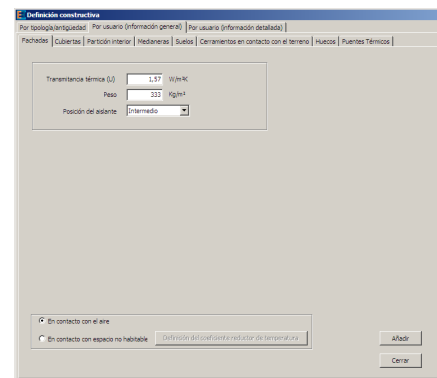 E Definición constructiva
Por tipología/antigüedad Por usuario (información general) Por usuario (información detallada)
Fachadas Cubiertas Partición interior Medianeras Suelos Cerramientos en contacto con el terreno Huecos Puentes Térmicos
Transmitancia térmica (U) 1,57 W/m²K
Peso 333 Kg/m²
Posición del aislante Intermedio
En contacto con el aire
En contacto con espacio no habitable Definición del coeficiente reductor de temperatura
Añadir
Cerrar